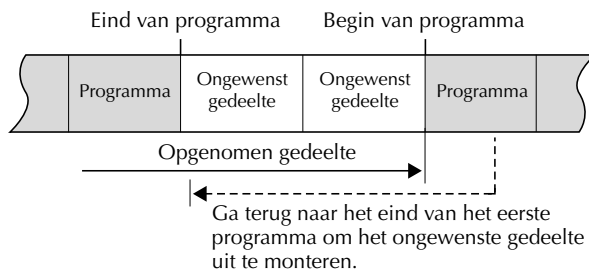 Eind van programma Begin van programma
Programma Ongewenst gedeelte Ongewenst gedeelte Programma
Opgenomen gedeelte
Ga terug naar het eind van het eerste
programma om het ongewenste gedeelte
uit te monteren.